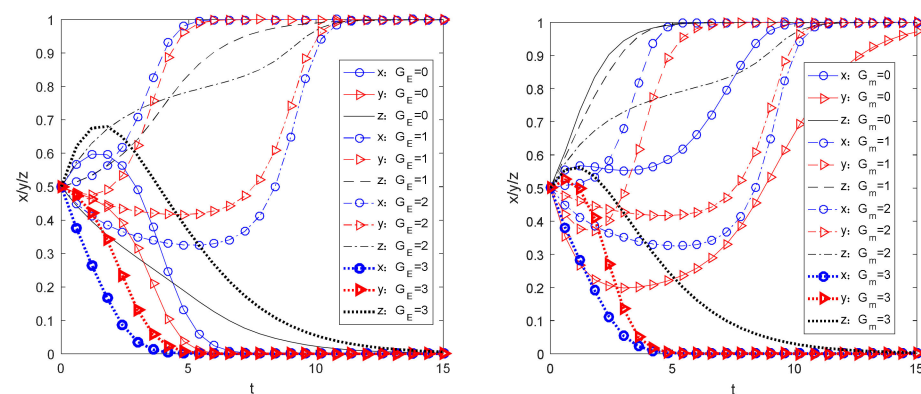 1
0.9
0.8
0.7
0.6
0.5
0.4
0.3
0.2
0.1
0
x/y/z
0
5
10
15
t
x: G_E=0
y: G_E=0
z: G_E=0
x: G_E=1
y: G_E=1
z: G_E=1
x: G_E=2
y: G_E=2
z: G_E=2
x: G_E=3
y: G_E=3
z: G_E=3
1
0.9
0.8
0.7
0.6
0.5
0.4
0.3
0.2
0.1
0
x/y/z
0
5
10
15
t
x: G_m=0
y: G_m=0
z: G_m=0
x: G_m=1
y: G_m=1
z: G_m=1
x: G_m=2
y: G_m=2
z: G_m=2
x: G_m=3
y: G_m=3
z: G_m=3